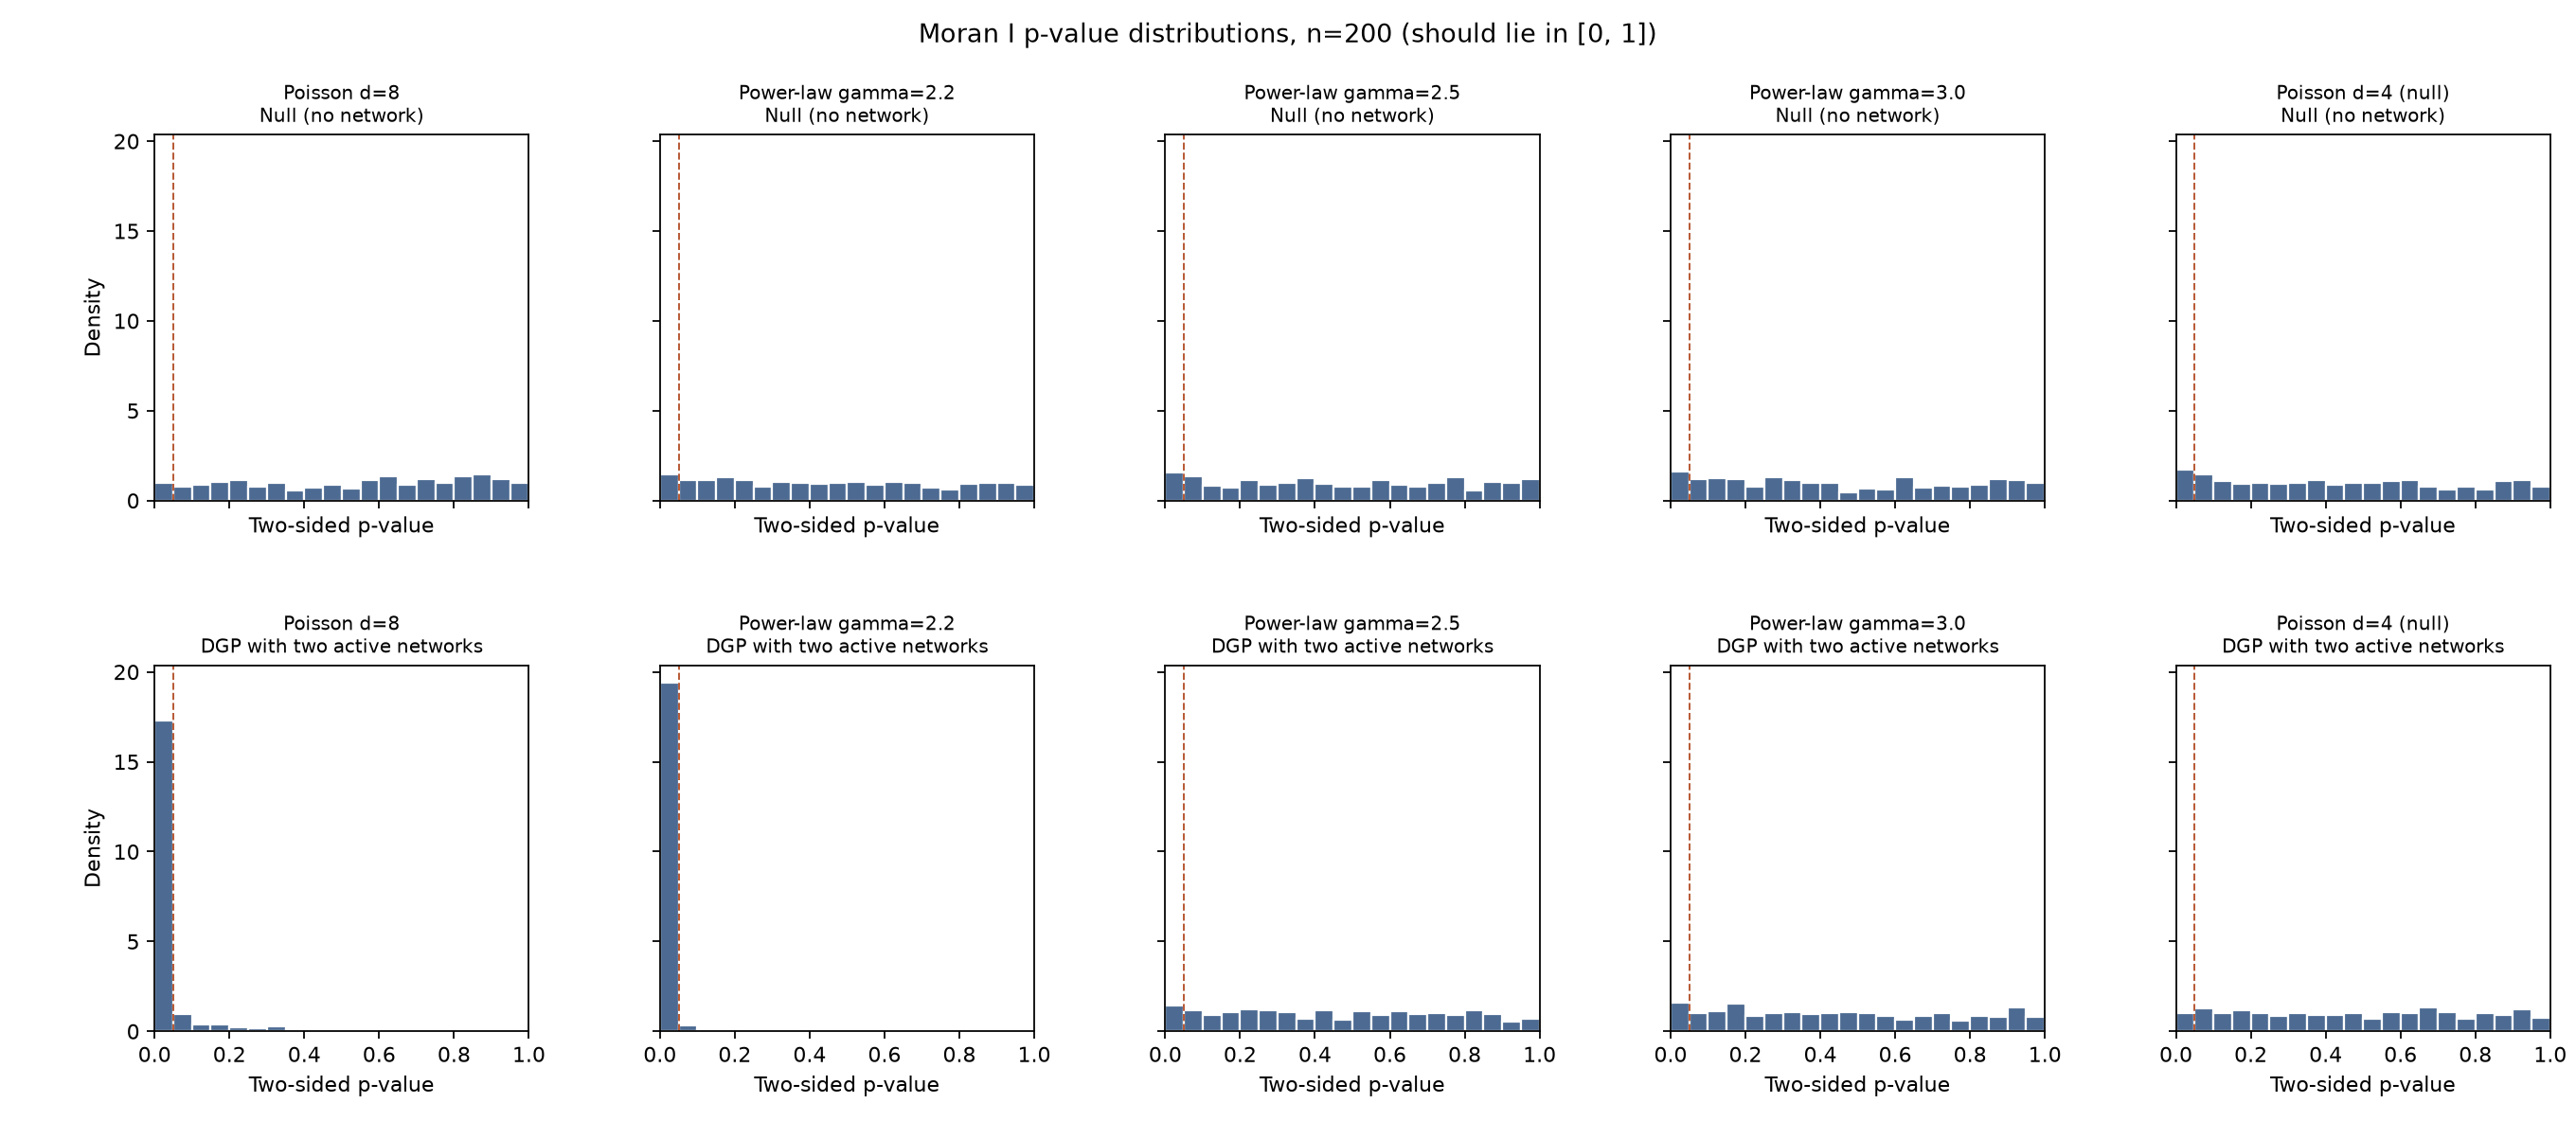 Moran I p-value distributions, n=200 (should lie in [0, 1])
Poisson d=8
Null (no network)
Power-law gamma=2.2
Null (no network)
Power-law gamma=2.5
Null (no network)
Power-law gamma=3.0
Null (no network)
Poisson d=4 (null)
Null (no network)
20
15
10
5
0
Density
Two-sided p-value
Two-sided p-value
Two-sided p-value
Two-sided p-value
Two-sided p-value
Poisson d=8
DGP with two active networks
Power-law gamma=2.2
DGP with two active networks
Power-law gamma=2.5
DGP with two active networks
Power-law gamma=3.0
DGP with two active networks
Poisson d=4 (null)
DGP with two active networks
20
15
10
5
0
Density
0.0 0.2 0.4 0.6 0.8 1.0
0.0 0.2 0.4 0.6 0.8 1.0
0.0 0.2 0.4 0.6 0.8 1.0
0.0 0.2 0.4 0.6 0.8 1.0
0.0 0.2 0.4 0.6 0.8 1.0
Two-sided p-value
Two-sided p-value
Two-sided p-value
Two-sided p-value
Two-sided p-value